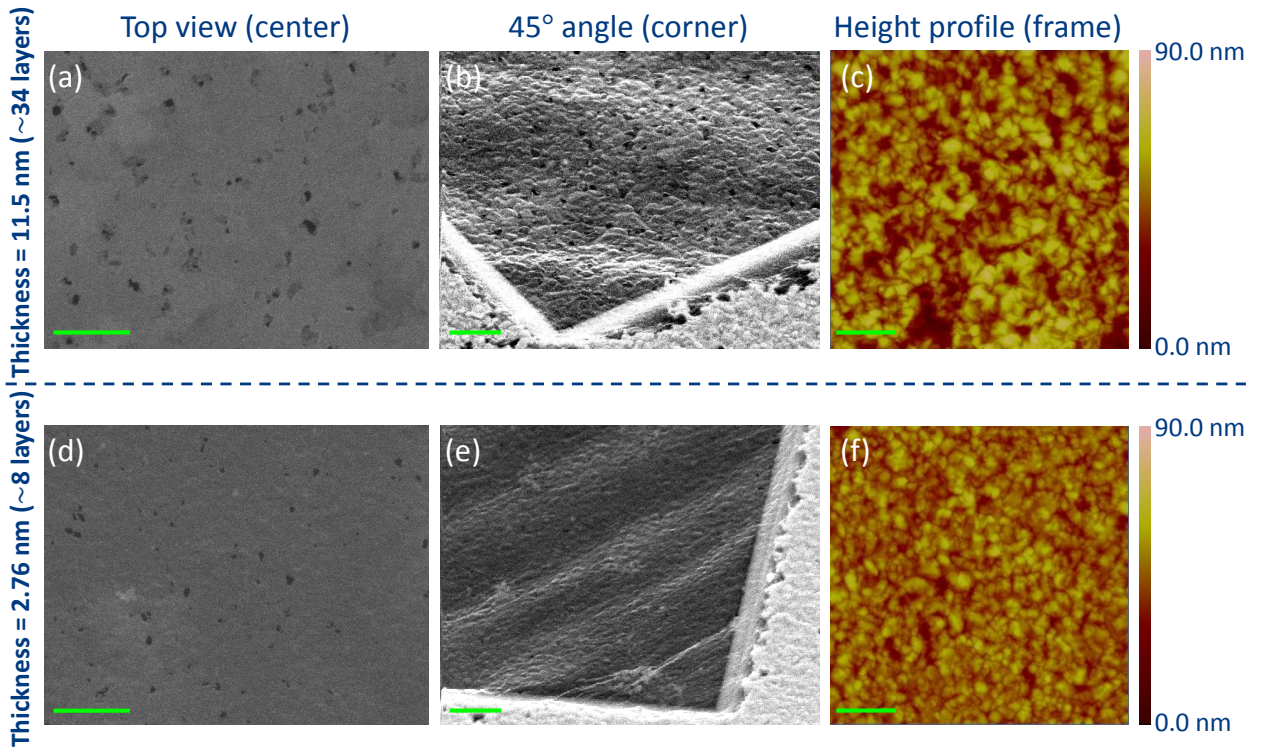 Top view (center)
45° angle (corner)
Height profile (frame)
Thickness = 11.5 nm (~34 layers)
(a)
(b)
(c)
90.0 nm
0.0 nm
Thickness = 2.76 nm (~8 layers)
(d)
(e)
(f)
90.0 nm
0.0 nm